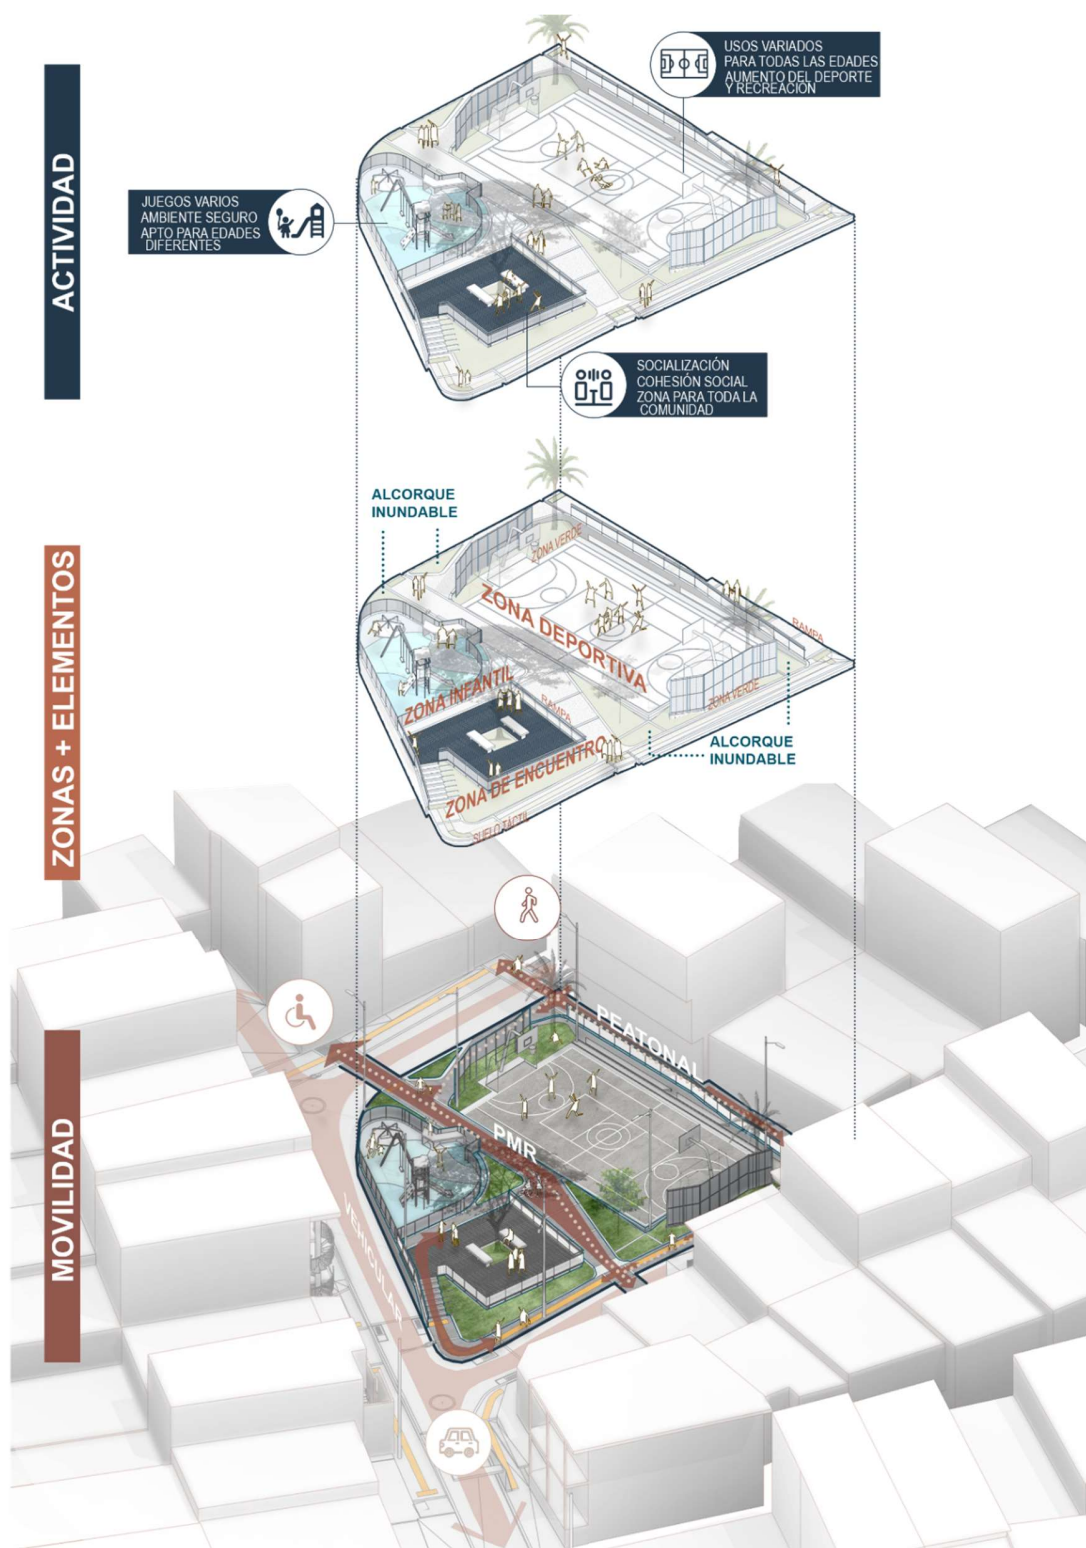 ACTIVIDAD
USOS VARIADOS
PARA TODAS LAS EDADES
AUMENTO DEL DEPORTE
Y RECREACIÓN
JUEGOS VARIOS
AMBIENTE SEGURO
APTO PARA EDADES
DIFERENTES
SOCIALIZACIÓN
COHESIÓN SOCIAL
ZONA PARA TODA LA
COMUNIDAD
ZONAS + ELEMENTOS
ALCORQUE
INUNDABLE
ZONA VERDE
ZONA DEPORTIVA
RAMPA
ZONA INFANTIL
RAMPA
ZONA VERDE
ALCORQUE
INUNDABLE
ZONA DE ENCUENTRO
SUELO TÁCTIL
MOVILIDAD
PEATONAL
PMR
VEHICULAR